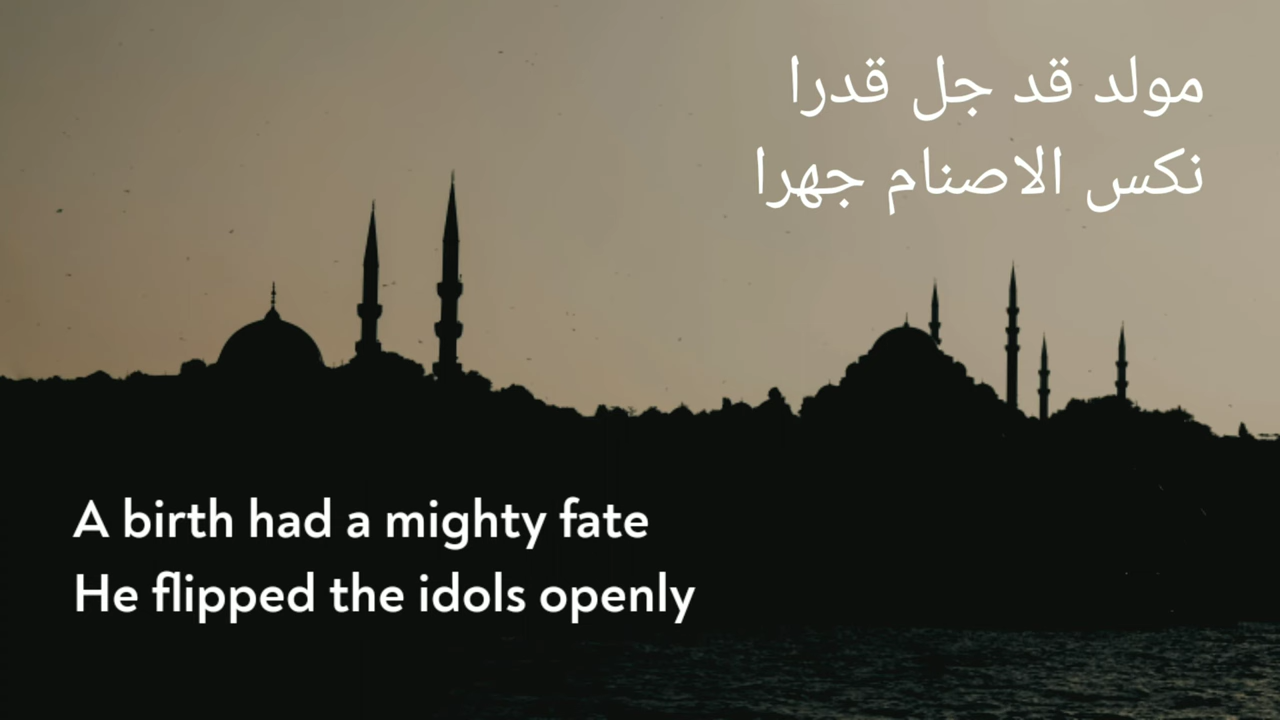 مولد قد جل قدرا
نكس الاصنام جهرا
A birth had a mighty fate
He flipped the idols openly